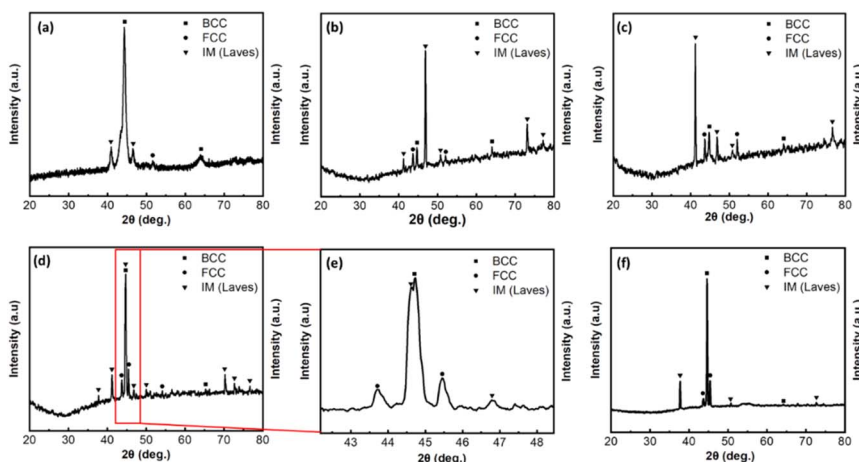 (a)
■ BCC
● FCC
▼ IM (Laves)
Intensity (a.u.)
20 30 40 50 60 70 80
2θ (deg.)
(b)
■ BCC
● FCC
▼ IM (Laves)
Intensity (a.u.)
20 30 40 50 60 70 80
2θ (deg.)
(c)
■ BCC
● FCC
▼ IM (Laves)
Intensity (a.u)
20 30 40 50 60 70 80
2θ (deg.)
Intensity (a.u.)
(d)
■ BCC
● FCC
▼ IM (Laves)
Intensity (a.u)
20 30 40 50 60 70 80
2θ (deg.)
(e)
■ BCC
● FCC
▼ IM (Laves)
Intensity (a.u.)
43 44 45 46 47 48
2θ (deg.)
(f)
■ BCC
● FCC
▼ IM (Laves)
Intensity (a.u)
20 30 40 50 60 70 80
2θ (deg.)
Intensity (a.u.)